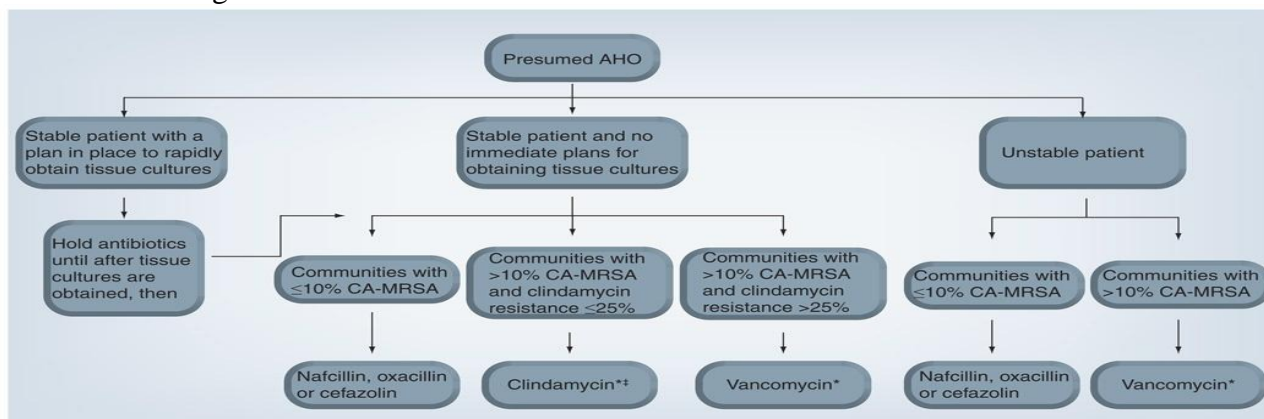 Presumed AHO
Stable patient with a
plan in place to rapidly
obtain tissue cultures
Stable patient and no
immediate plans for
obtaining tissue cultures
Unstable patient
Hold antibiotics
until after tissue
cultures are
obtained, then
Communities with
≤10% CA-MRSA
Communities with
>10% CA-MRSA
and clindamycin
resistance ≤25%
Communities with
>10% CA-MRSA
and clindamycin
resistance >25%
Communities with
≤10% CA-MRSA
Communities with
>10% CA-MRSA
Nafcillin, oxacillin
or cefazolin
Clindamycin*‡
Vancomycin*
Nafcillin, oxacillin
or cefazolin
Vancomycin*